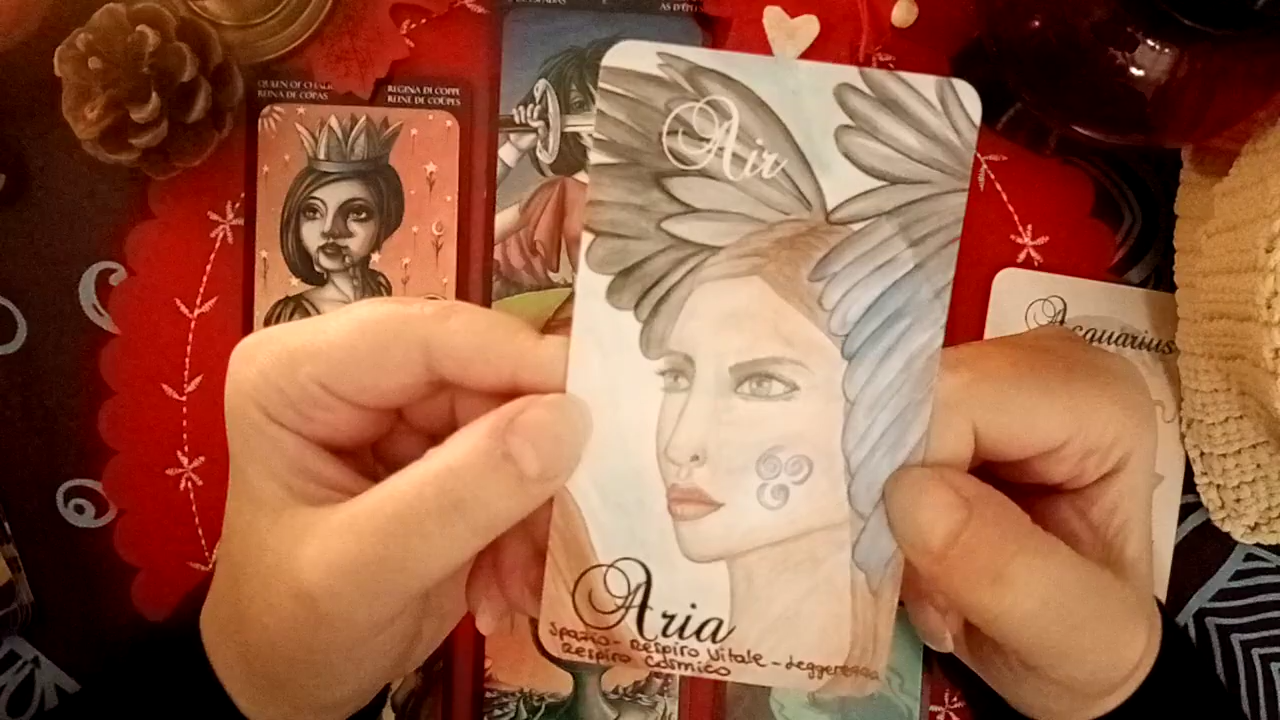 QUEEN OF CHALICES
REINA DE COPAS
REGINA DI COPPE
REINE DE COUPES
Air
Acquarius
Aria
Spazio - Respiro Vitale - Leggerezza
Respiro Cosmico